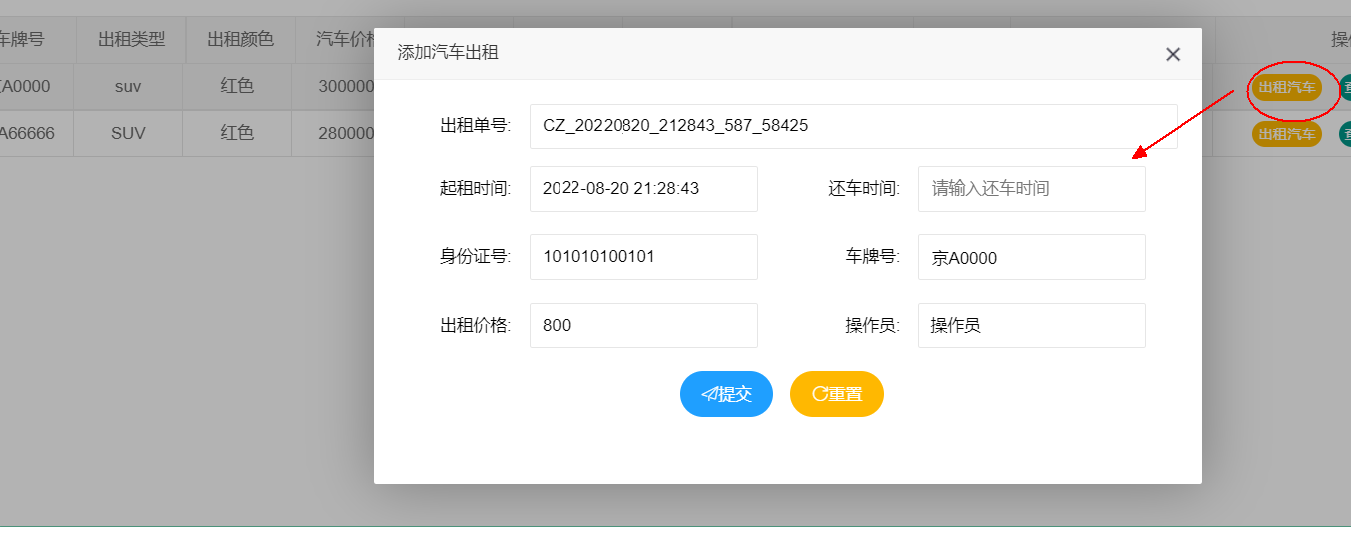 车牌号 出租类型 出租颜色 汽车价格 操作
A0000 suv 红色 300000 出租汽车
A66666 SUV 红色 280000 出租汽车
添加汽车出租
出租单号: CZ_20220820_212843_587_58425
起租时间: 2022-08-20 21:28:43 还车时间: 请输入还车时间
身份证号: 101010100101 车牌号: 京A0000
出租价格: 800 操作员: 操作员
提交 重置